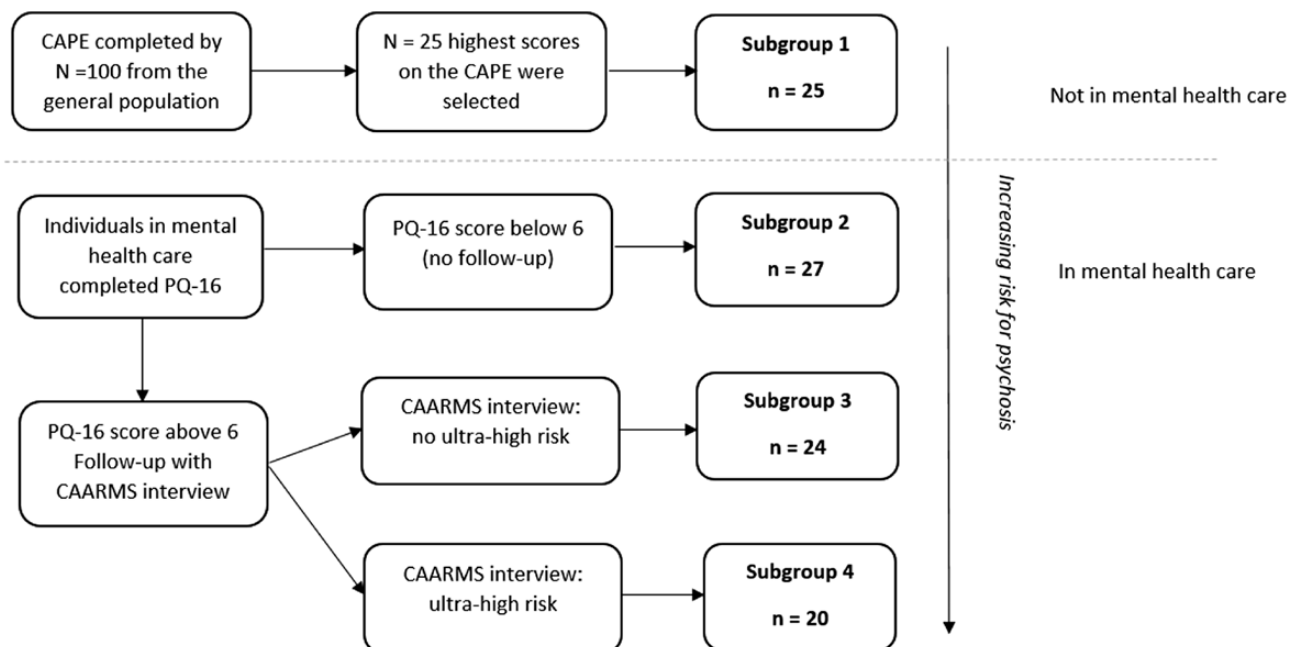 CAPE completed by
N =100 from the
general population
N = 25 highest scores
on the CAPE were
selected
Subgroup 1
n = 25
Not in mental health care
Individuals in mental
health care
completed PQ-16
PQ-16 score below 6
(no follow-up)
Subgroup 2
n = 27
Increasing risk for psychosis
In mental health care
PQ-16 score above 6
Follow-up with
CAARMS interview
CAARMS interview:
no ultra-high risk
Subgroup 3
n = 24
CAARMS interview:
ultra-high risk
Subgroup 4
n = 20